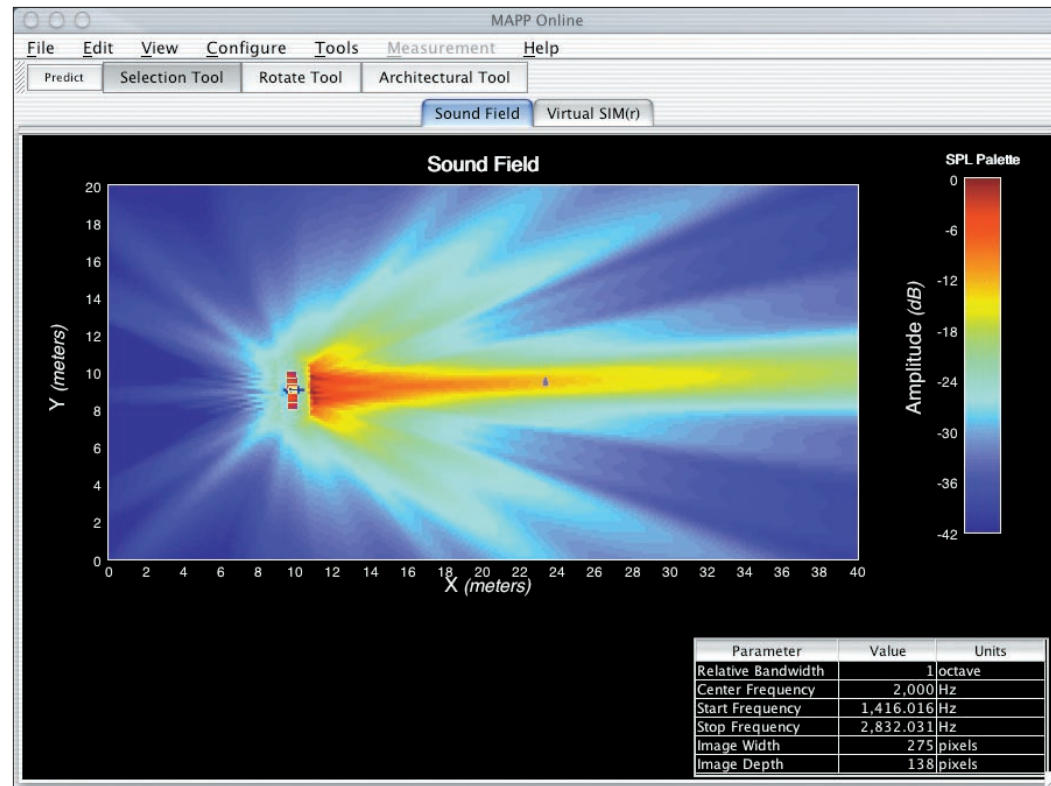 MAPP Online
File Edit View Configure Tools Measurement Help
Predict Selection Tool Rotate Tool Architectural Tool
Sound Field Virtual SIM(r)
Sound Field
SPL Palette
20
18
16
14
12
10
8
6
4
2
0
Y (meters)
0 2 4 6 8 10 12 14 16 18 20 22 24 26 28 30 32 34 36 38 40
X (meters)
0
-6
-12
-18
-24
-30
-36
-42
Amplitude (dB)
Parameter Value Units
Relative Bandwidth 1 octave
Center Frequency 2,000 Hz
Start Frequency 1,416.016 Hz
Stop Frequency 2,832.031 Hz
Image Width 275 pixels
Image Depth 138 pixels